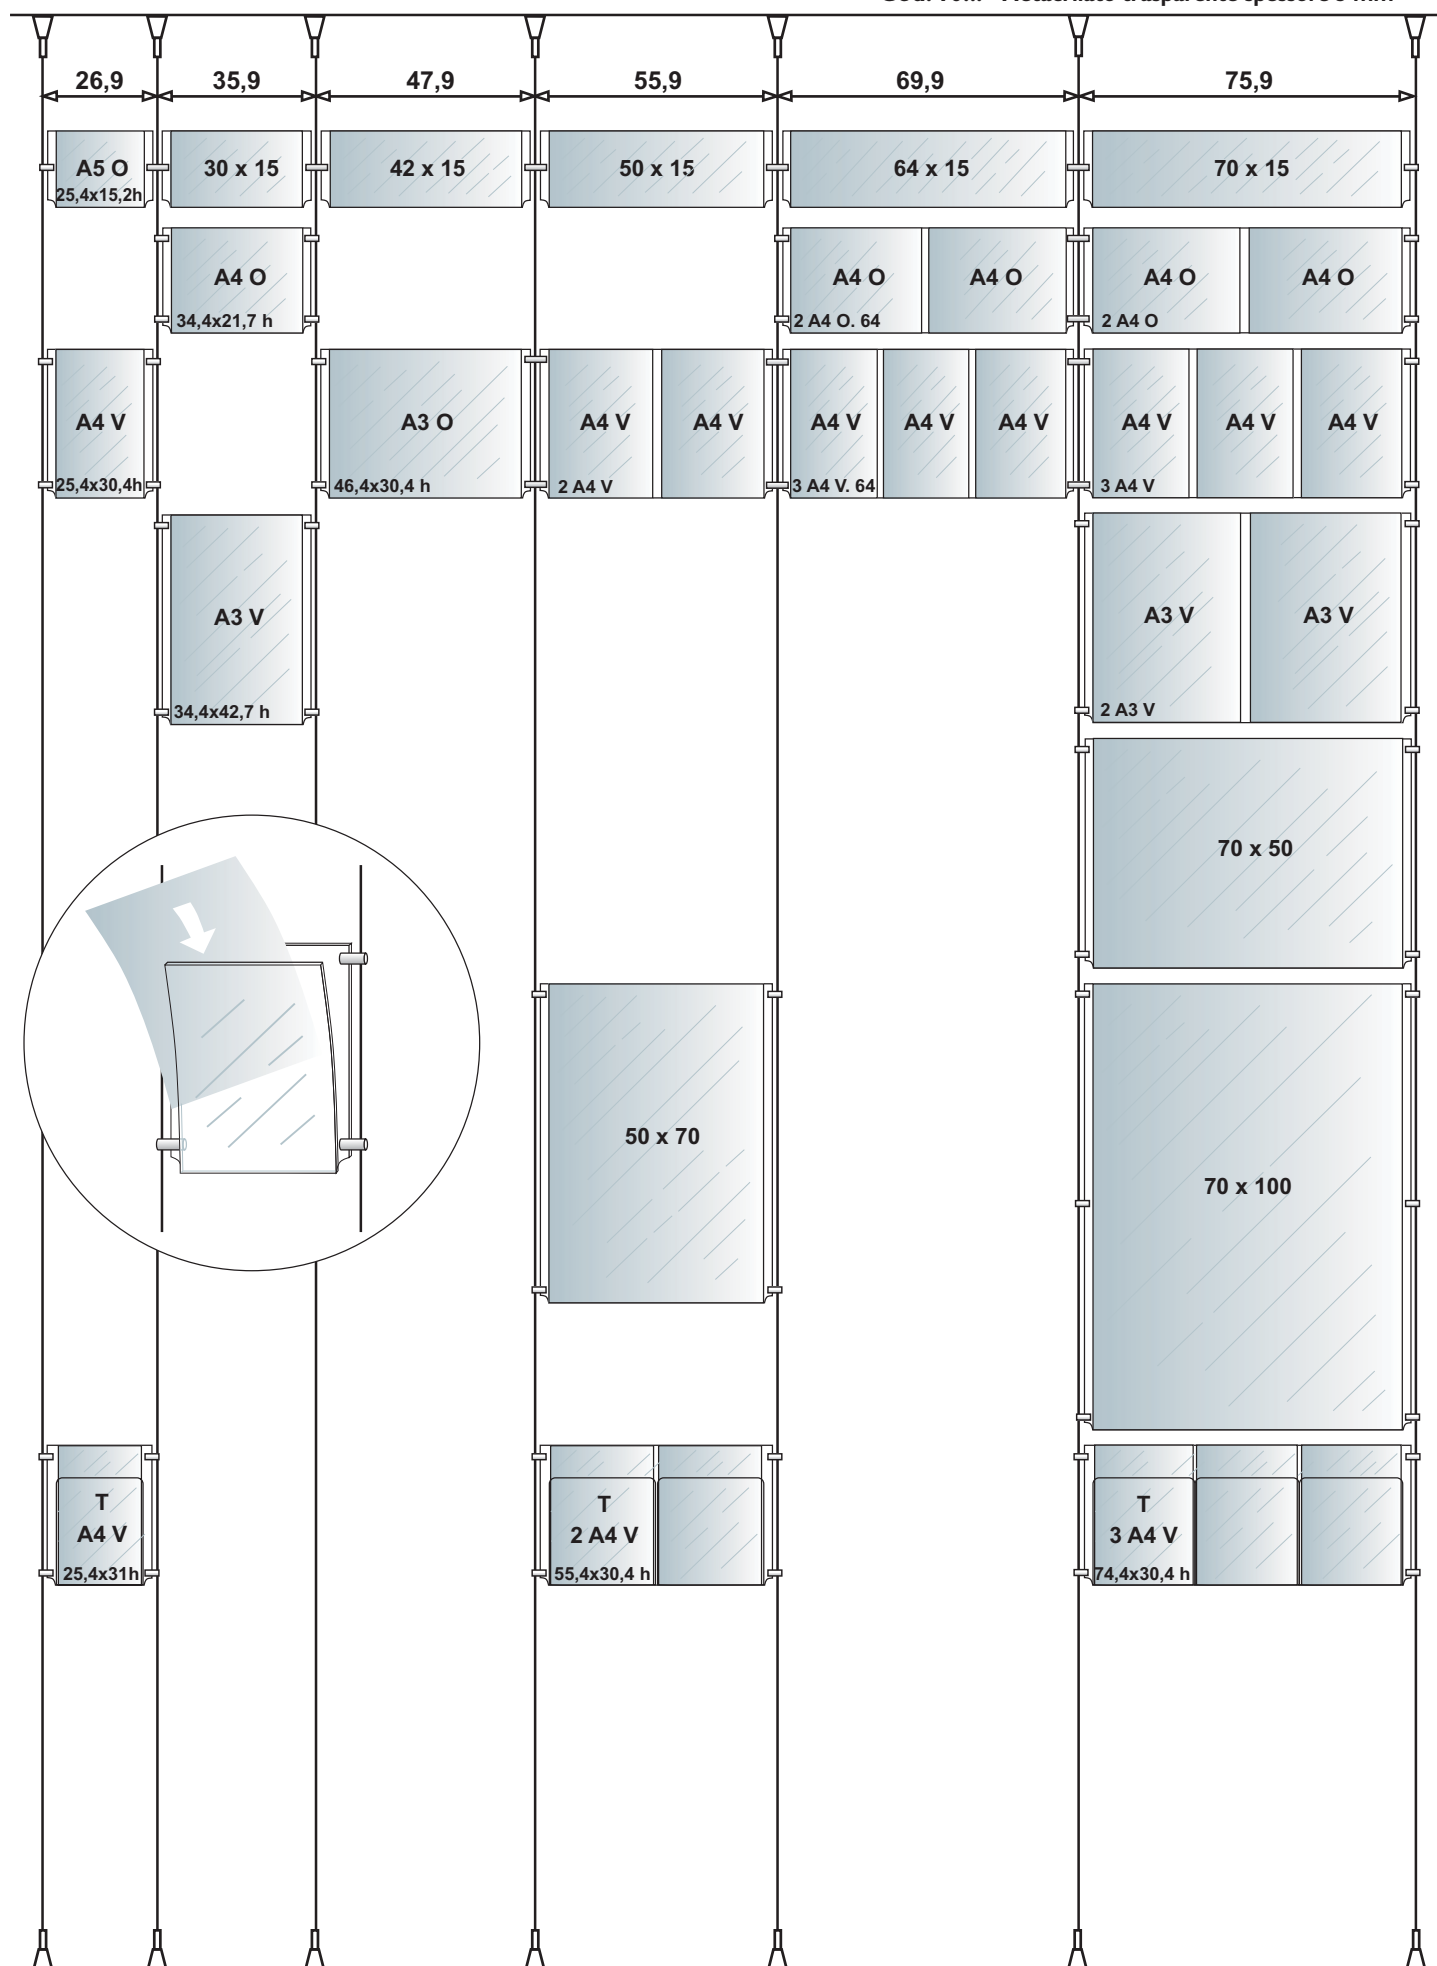 26,9 35,9 47,9 55,9 69,9 75,9
A5 O 30 x 15 42 x 15 50 x 15 64 x 15 70 x 15
25,4x15,2h
A4 O A4 O A4 O A4 O A4 O
34,4x21,7 h 2 A4 O. 64 2 A4 O
A4 V A3 O A4 V A4 V A4 V A4 V A4 V A4 V A4 V A4 V
25,4x30,4h 46,4x30,4 h 2 A4 V 3 A4 V. 64 3 A4 V
A3 V A3 V A3 V
34,4x42,7 h 2 A3 V
70 x 50
50 x 70
70 x 100
T T T
A4 V 2 A4 V 3 A4 V
25,4x31h 55,4x30,4 h 74,4x30,4 h